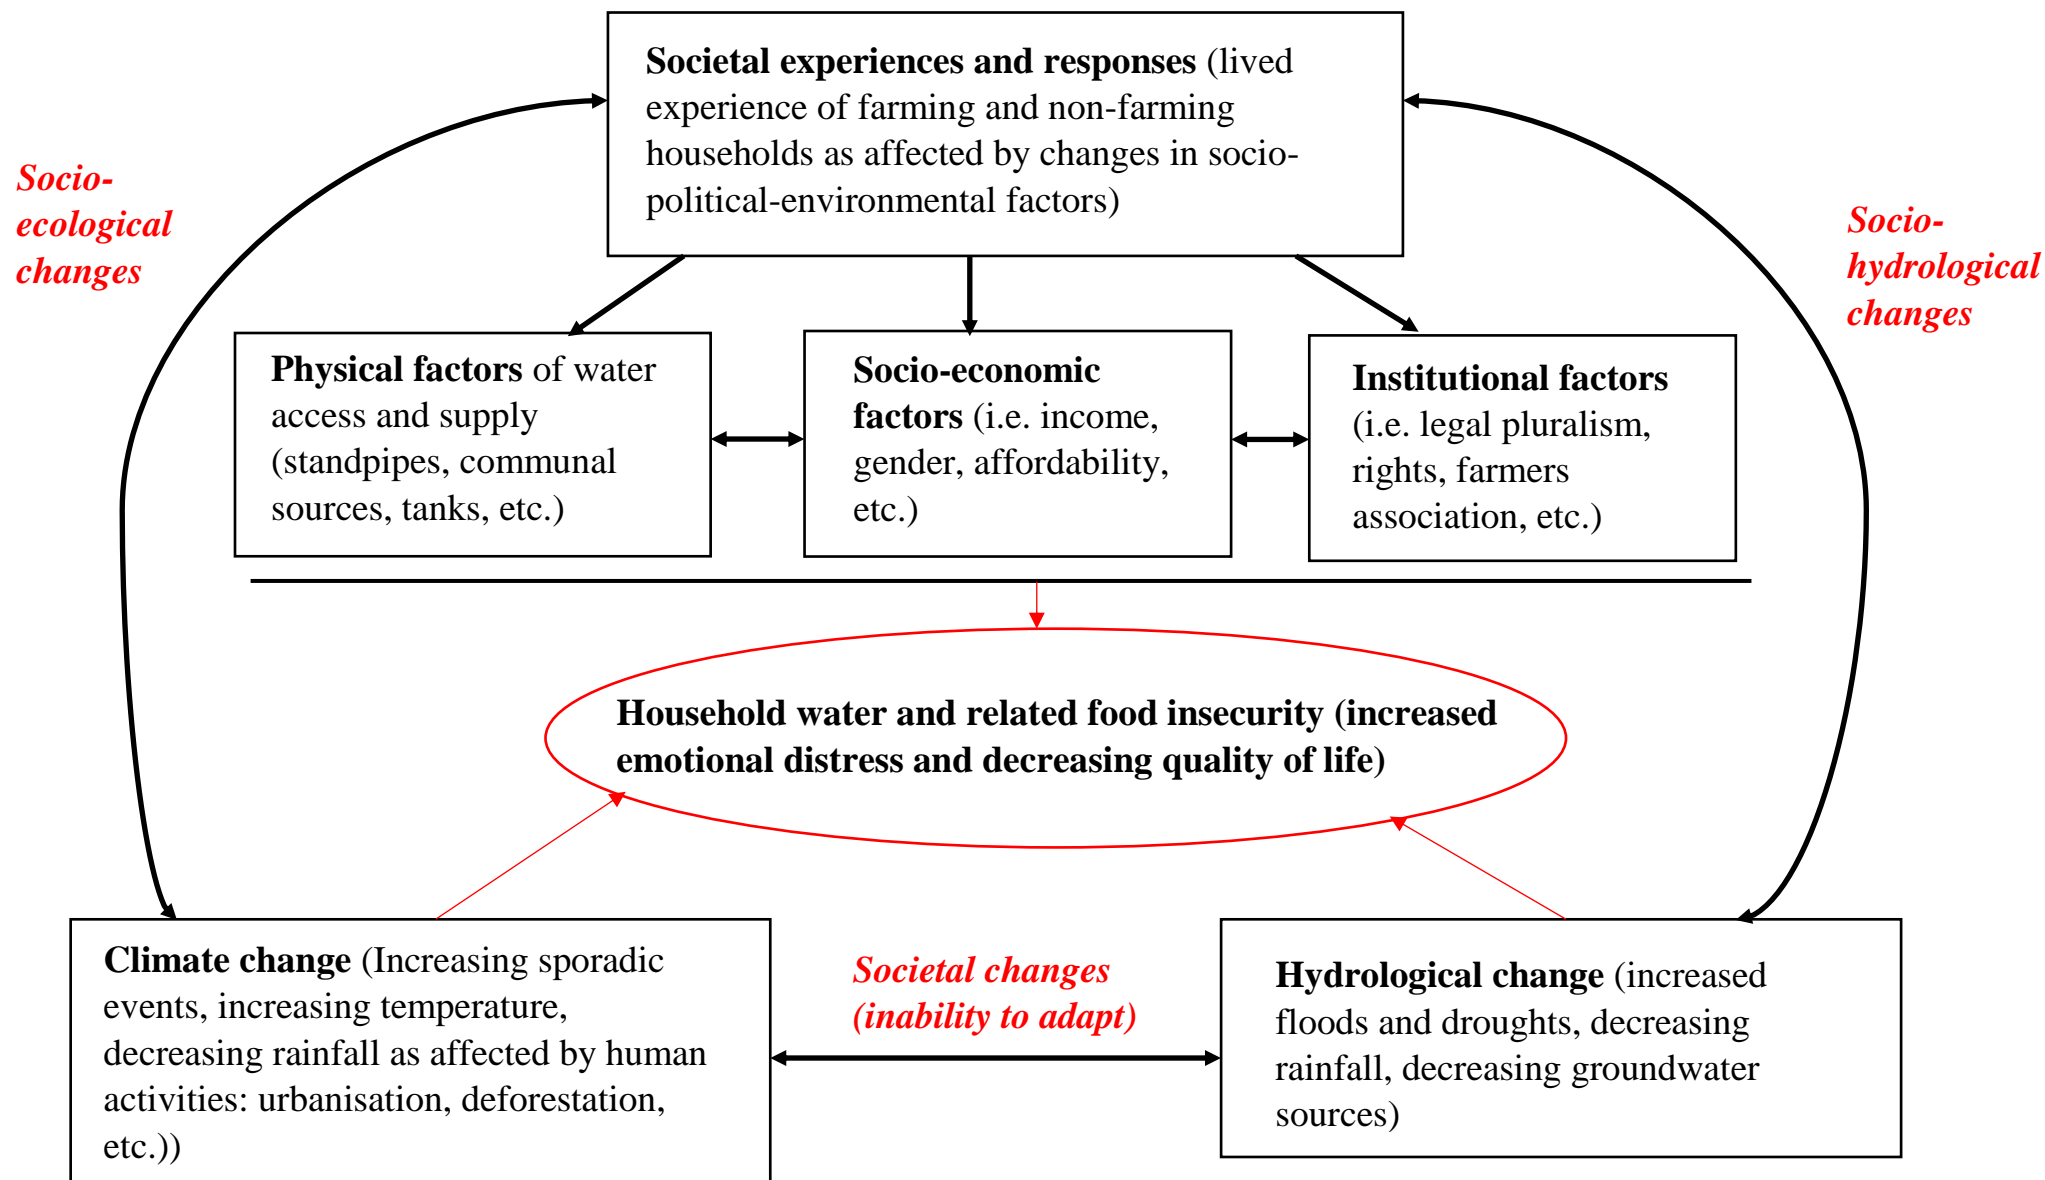 Societal experiences and responses (lived
experience of farming and non-farming
households as affected by changes in socio-
political-environmental factors)
Socio-
ecological
changes
Socio-
hydrological
changes
Physical factors of water
access and supply
(standpipes, communal
sources, tanks, etc.)
Socio-economic
factors (i.e. income,
gender, affordability,
etc.)
Institutional factors
(i.e. legal pluralism,
rights, farmers
association, etc.)
Household water and related food insecurity (increased
emotional distress and decreasing quality of life)
Climate change (Increasing sporadic
events, increasing temperature,
decreasing rainfall as affected by human
activities: urbanisation, deforestation,
etc.))
Societal changes
(inability to adapt)
Hydrological change (increased
floods and droughts, decreasing
rainfall, decreasing groundwater
sources)